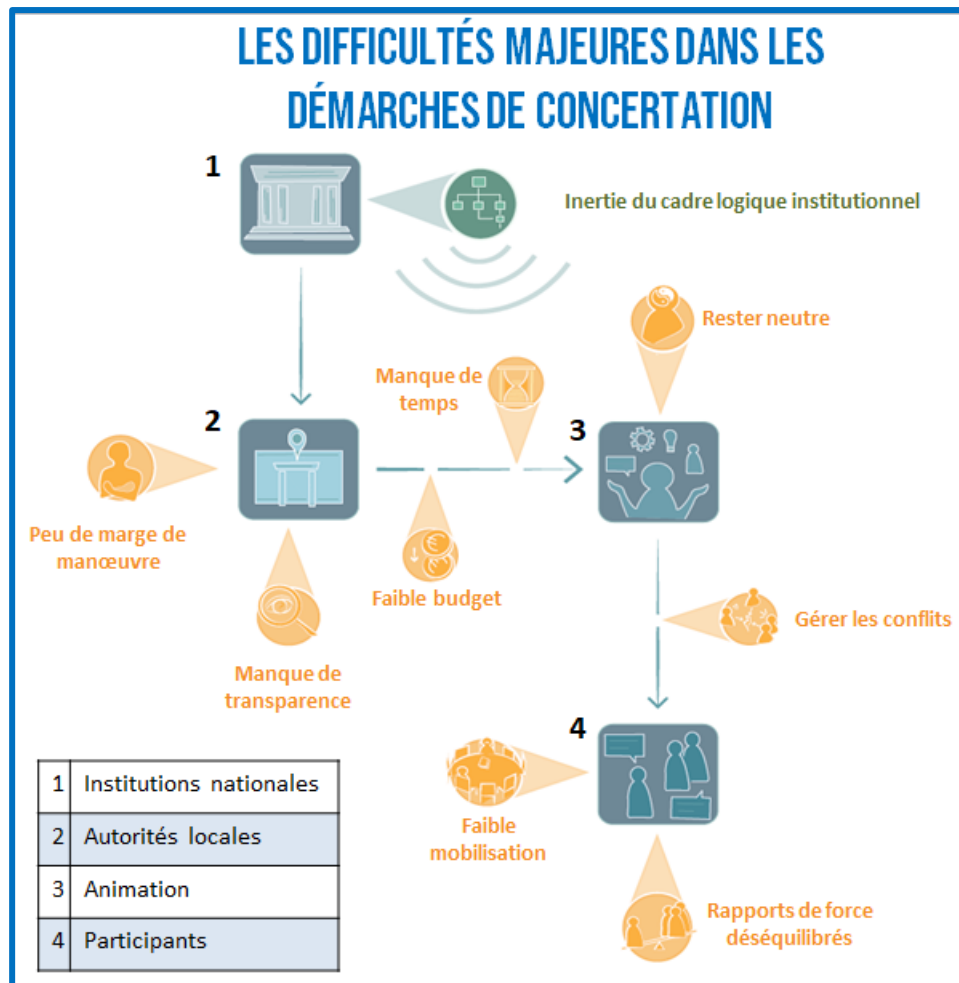 LES DIFFICULTÉS MAJEURES DANS LES
DÉMARCHES DE CONCERTATION
1
Inertie du cadre logique institutionnel
Rester neutre
Manque de
temps
2
3
Peu de marge de
manœuvre
Faible budget
Gérer les conflits
Manque de
transparence
4
Faible
mobilisation
Rapports de force
déséquilibrés
1 Institutions nationales
2 Autorités locales
3 Animation
4 Participants